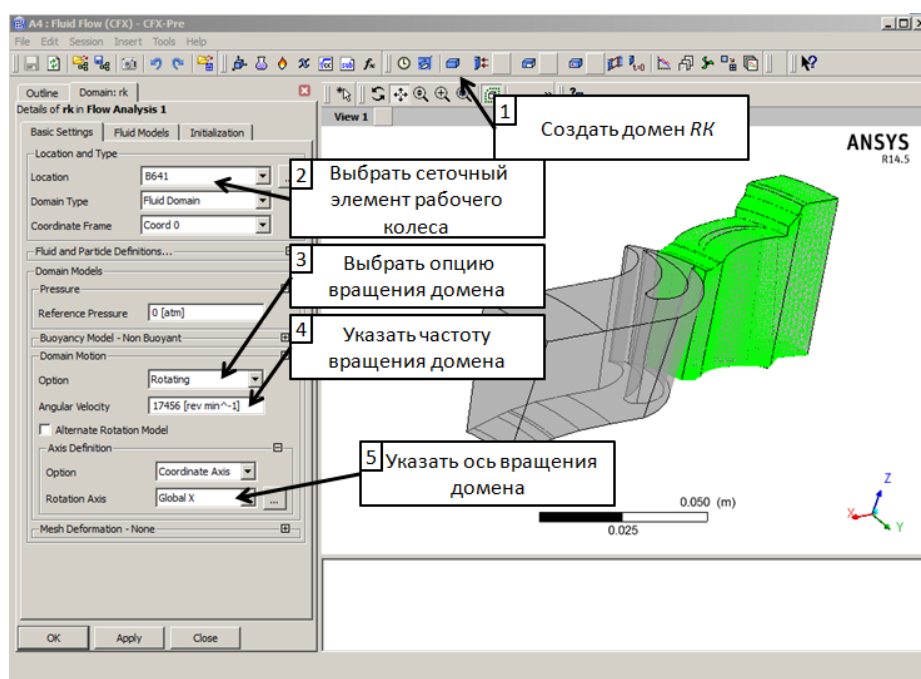 A4 : Fluid Flow (CFX) - CFX-Pre
File Edit Session Insert Tools Help
Outline Domain: rk
Details of rk in Flow Analysis 1
Basic Settings Fluid Models Initialization
Location and Type
Location B641
Domain Type Fluid Domain
Coordinate Frame Coord 0
Fluid and Particle Definitions...
Domain Models
Pressure
Reference Pressure 0 [atm]
Buoyancy Model - Non Buoyant
Domain Motion
Option Rotating
Angular Velocity 17456 [rev min^-1]
Alternate Rotation Model
Axis Definition
Option Coordinate Axis
Rotation Axis Global X
...
Mesh Deformation - None
OK Apply Close
View 1
1 Создать домен RК
2 Выбрать сеточный
элемент рабочего
колеса
3 Выбрать опцию
вращения домена
4 Указать частоту
вращения домена
5 Указать ось вращения
домена
ANSYS
R14.5
0.050 (m)
0.025
Z
X
Y